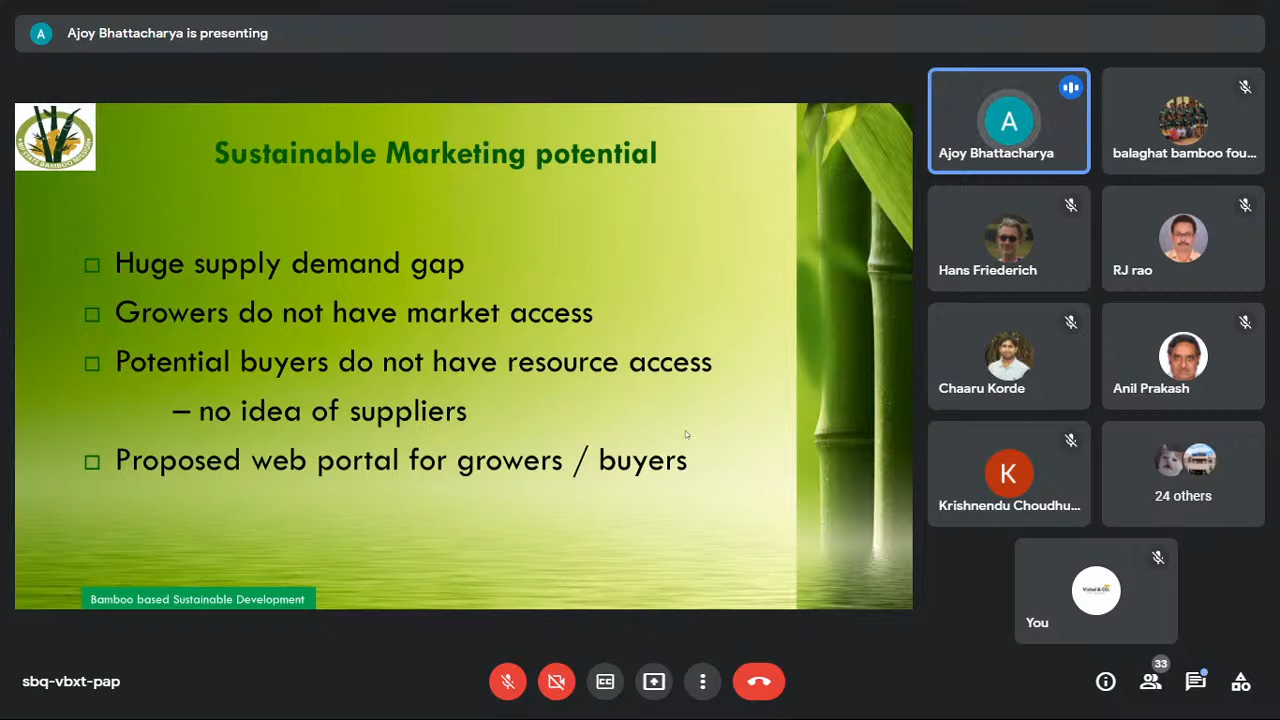 A
Ajoy Bhattacharya is presenting
Sustainable Marketing potential
Huge supply demand gap
Growers do not have market access
Potential buyers do not have resource access
– no idea of suppliers
Proposed web portal for growers / buyers
Bamboo based Sustainable Development
A
Ajoy Bhattacharya
balaghat bamboo fou...
Hans Friederich
RJ rao
Chaaru Korde
Anil Prakash
K
Krishnendu Choudhu...
24 others
You
sbq-vbxt-pap
CC
33